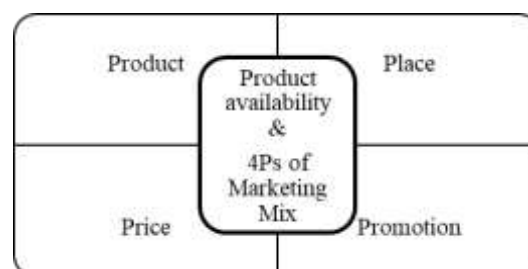 Product
Place
Product
availability
&
4Ps of
Marketing
Mix
Price
Promotion